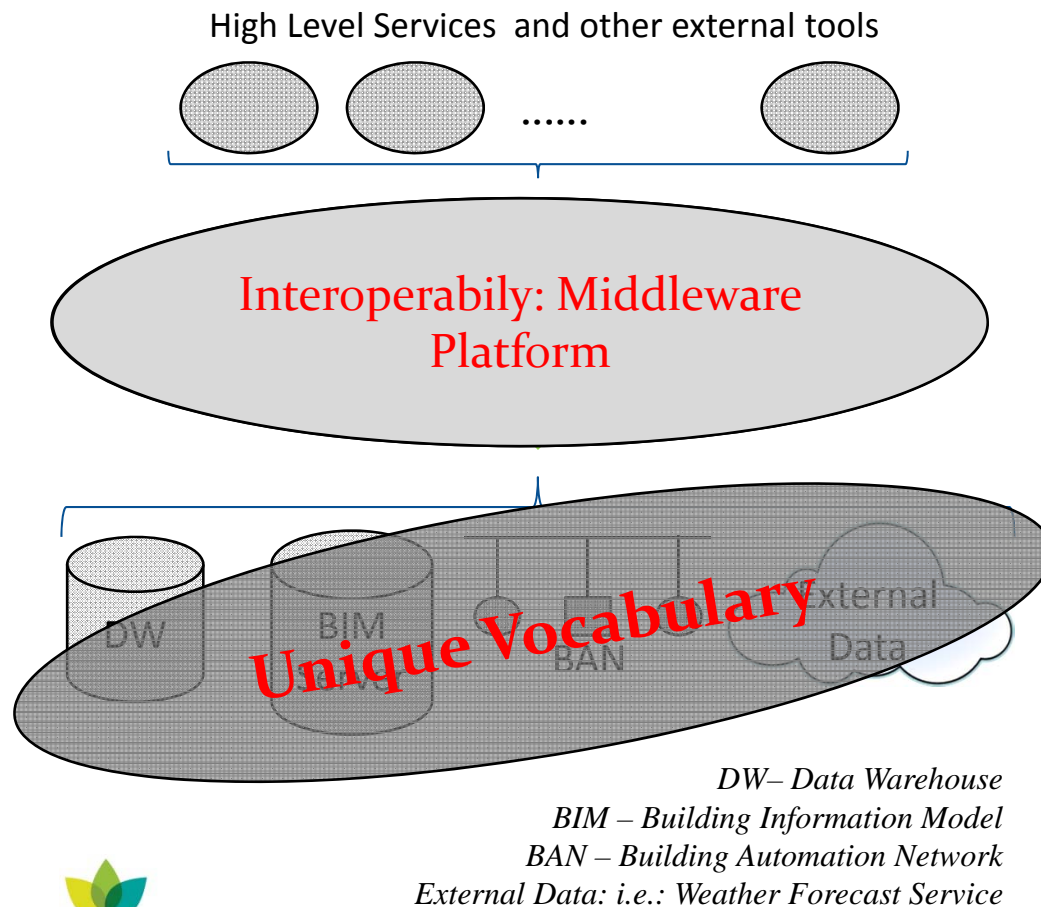 High Level Services and other external tools
......
Interoperabily: Middleware
Platform
DW
BIM
Server
BAN
External
Data
Unique Vocabulary
DW– Data Warehouse
BIM – Building Information Model
BAN – Building Automation Network
External Data: i.e.: Weather Forecast Service